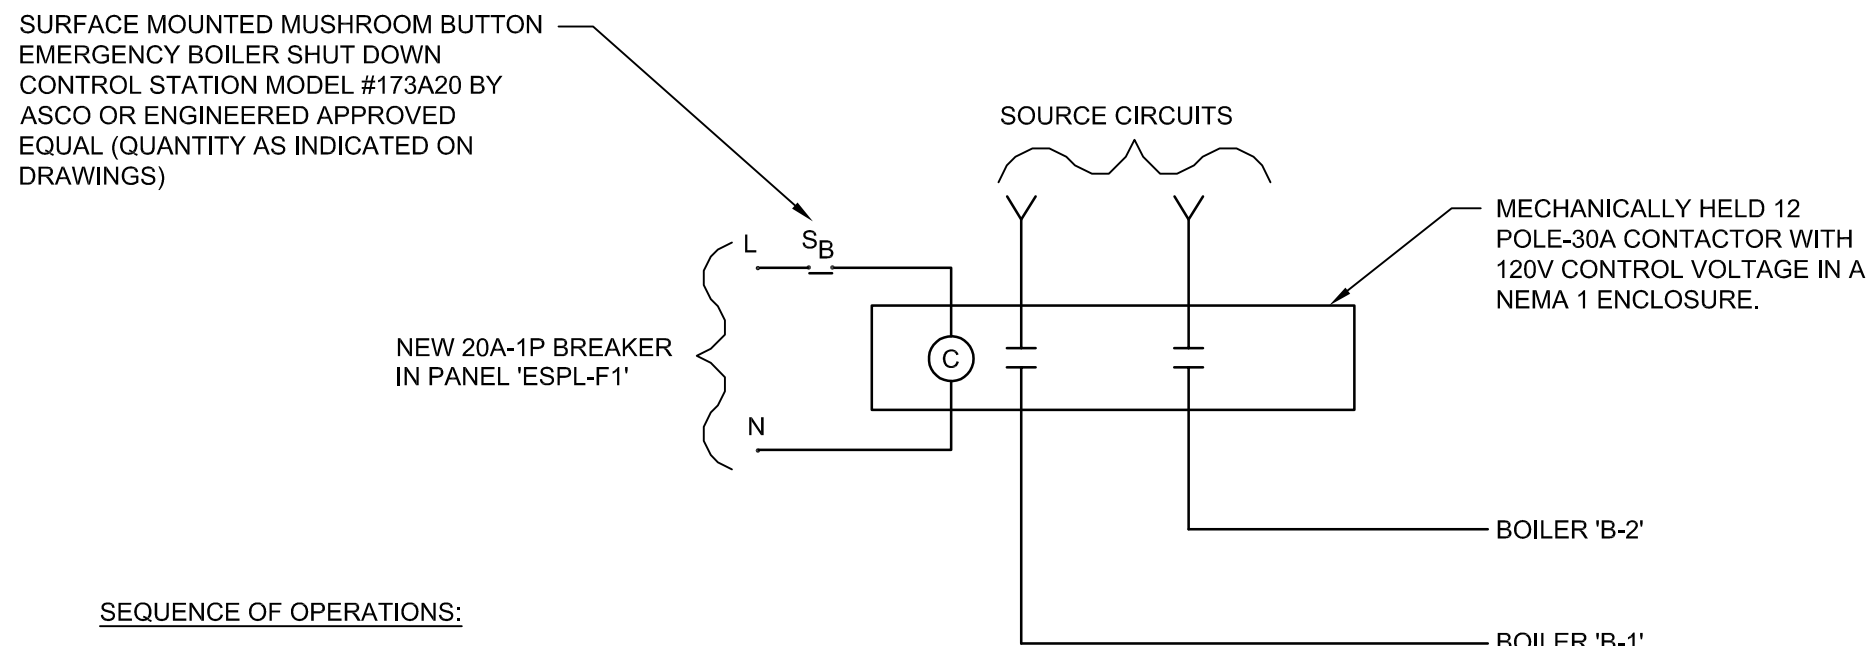 SURFACE MOUNTED MUSHROOM BUTTON
EMERGENCY BOILER SHUT DOWN
CONTROL STATION MODEL #173A20 BY
ASCO OR ENGINEERED APPROVED
EQUAL (QUANTITY AS INDICATED ON
DRAWINGS)
SOURCE CIRCUITS
MECHANICALLY HELD 12
POLE-30A CONTACTOR WITH
120V CONTROL VOLTAGE IN A
NEMA 1 ENCLOSURE.
L
SB
NEW 20A-1P BREAKER
IN PANEL 'ESPL-F1'
C
N
BOILER 'B-2'
SEQUENCE OF OPERATIONS:
BOILER 'B-1'